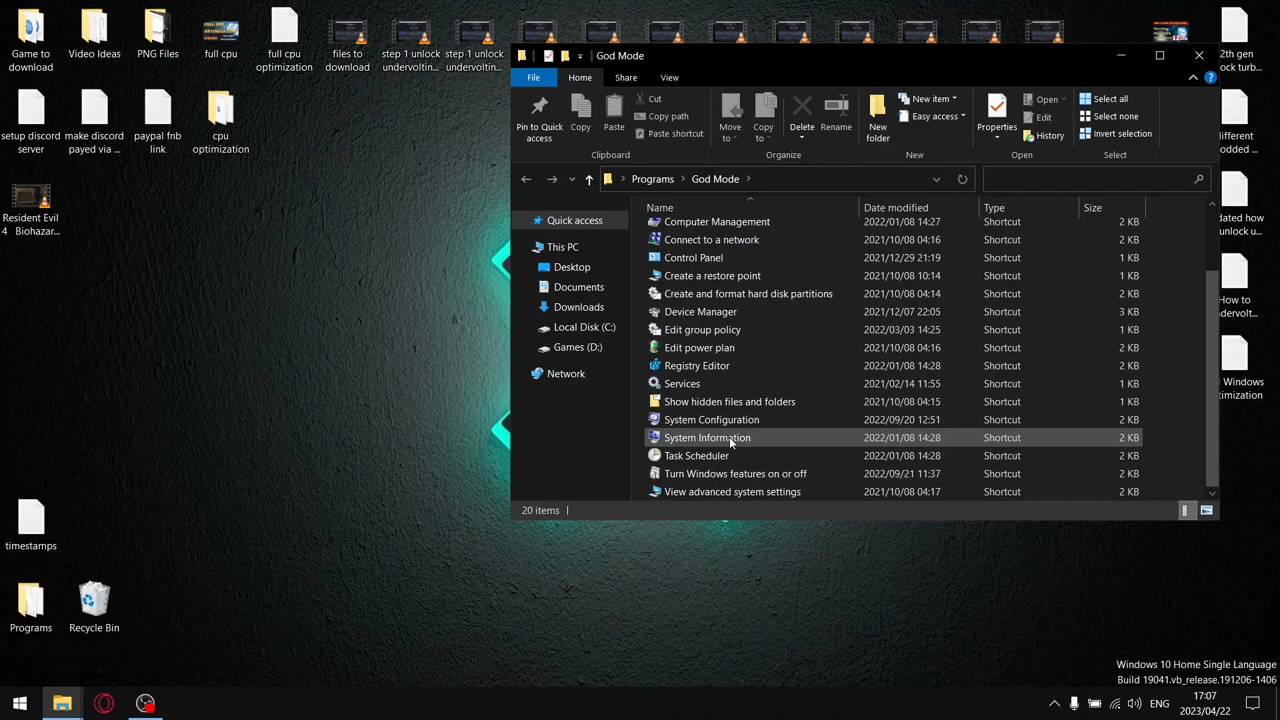 Game to download
Video Ideas
PNG Files
full cpu
full cpu optimization
files to download
step 1 unlock undervoltin...
step 1 unlock undervoltin...
setup discord server
make discord payed via ...
paypal fnb link
cpu optimization
Resident Evil 4 Biohazar...
timestamps
Programs
Recycle Bin
God Mode
File
Home
Share
View
Pin to Quick access
Copy
Paste
Cut
Copy path
Paste shortcut
Clipboard
Move to
Copy to
Delete
Rename
Organize
New folder
New item
Easy access
New
Properties
Open
Edit
History
Open
Select all
Select none
Invert selection
Select
Programs
God Mode
Quick access
This PC
Desktop
Documents
Downloads
Local Disk (C:)
Games (D:)
Network
Name Date modified Type Size
Computer Management 2022/01/08 14:27 Shortcut 2 KB
Connect to a network 2021/10/08 04:16 Shortcut 2 KB
Control Panel 2021/12/29 21:19 Shortcut 1 KB
Create a restore point 2021/10/08 10:14 Shortcut 1 KB
Create and format hard disk partitions 2021/10/08 04:14 Shortcut 2 KB
Device Manager 2021/12/07 22:05 Shortcut 3 KB
Edit group policy 2022/03/03 14:25 Shortcut 2 KB
Edit power plan 2021/10/08 04:16 Shortcut 2 KB
Registry Editor 2022/01/08 14:28 Shortcut 2 KB
Services 2021/02/14 11:55 Shortcut 1 KB
Show hidden files and folders 2021/10/08 04:15 Shortcut 1 KB
System Configuration 2022/09/20 12:51 Shortcut 2 KB
System Information 2022/01/08 14:28 Shortcut 2 KB
Task Scheduler 2022/01/08 14:28 Shortcut 2 KB
Turn Windows features on or off 2022/09/21 11:37 Shortcut 2 KB
View advanced system settings 2021/10/08 04:17 Shortcut 2 KB
20 items
2th gen
lock turb...
different
odded ...
dated how
unlock u...
How to
dervolt...
Windows
timization
Windows 10 Home Single Language
Build 19041.vb_release.191206-1406
ENG
17:07
2023/04/22